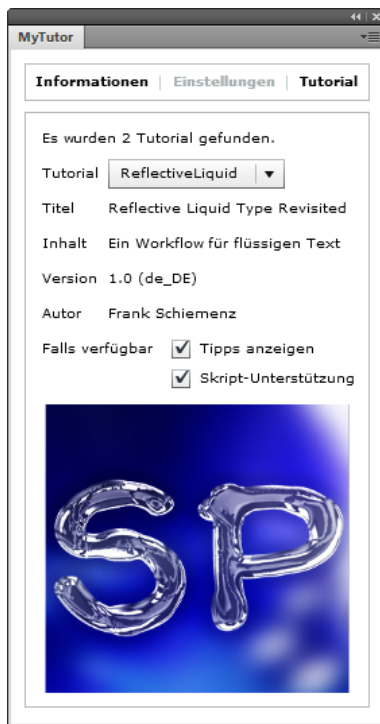 MyTutor
Informationen | Einstellungen | Tutorial
Es wurden 2 Tutorial gefunden.
Tutorial ReflectiveLiquid
Titel Reflective Liquid Type Revisited
Inhalt Ein Workflow für flüssigen Text
Version 1.0 (de_DE)
Autor Frank Schiemenz
Falls verfügbar Tipps anzeigen
Skript-Unterstützung
SP